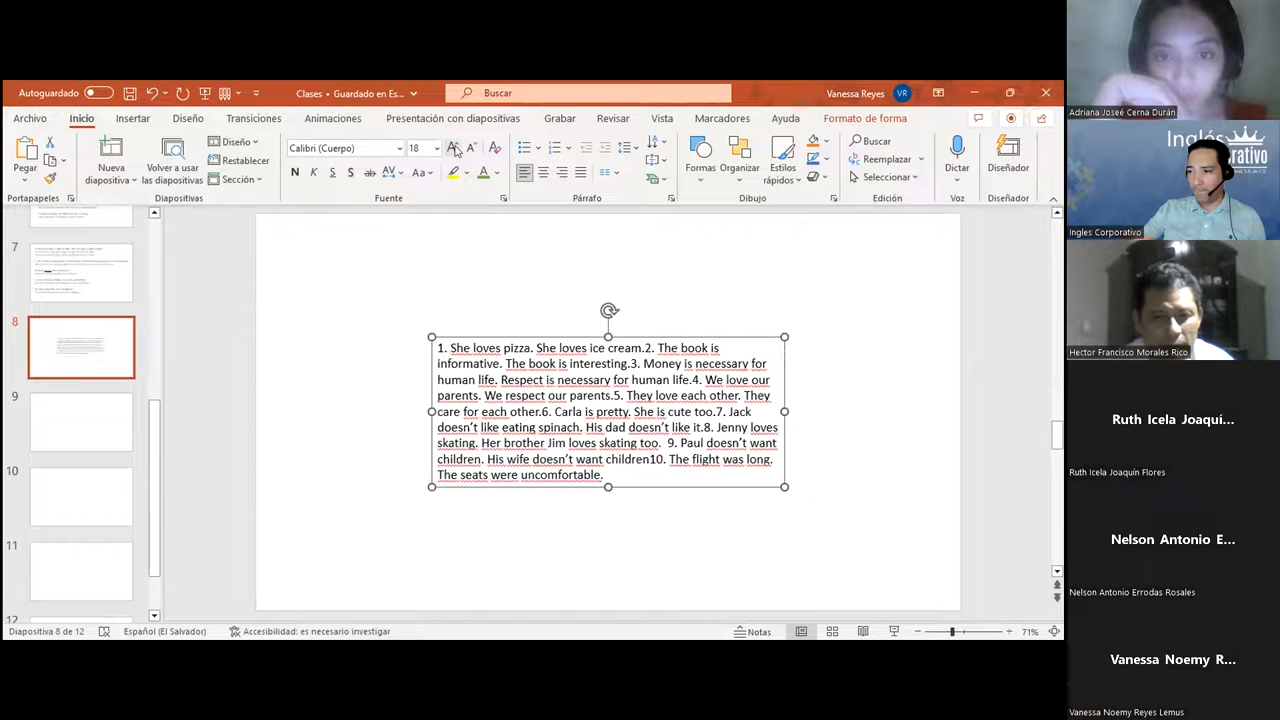 Autoguardado
Clases • Guardado en Es...
Buscar
Vanessa Reyes
VR
Archivo
Inicio
Insertar
Diseño
Transiciones
Animaciones
Presentación con diapositivas
Grabar
Revisar
Vista
Marcadores
Ayuda
Formato de forma
Pegar
Nueva diapositiva
Volver a usar las diapositivas
Diseño
Restablecer
Sección
Calibri (Cuerpo)
18
N K S S ab AV Aa A
Formas
Organizar
Estilos rápidos
Buscar
Reemplazar
Seleccionar
Dictar
Diseñador
Portapapeles
Diapositivas
Fuente
Párrafo
Dibujo
Edición
Voz
Diseñador
7
8
9
10
11
12
1. She loves pizza. She loves ice cream.2. The book is
informative. The book is interesting.3. Money is necessary for
human life. Respect is necessary for human life.4. We love our
parents. We respect our parents.5. They love each other. They
care for each other.6. Carla is pretty. She is cute too.7. Jack
doesn't like eating spinach. His dad doesn't like it.8. Jenny loves
skating. Her brother Jim loves skating too. 9. Paul doesn't want
children. His wife doesn't want children10. The flight was long.
The seats were uncomfortable.
Diapositiva 8 de 12
Español (El Salvador)
Accesibilidad: es necesario investigar
Notas
71%
Adriana Joseé Cerna Durán
Inglés
Ingles Corporativo
Hector Francisco Morales Rico
Ruth Icela Joaquí...
Ruth Icela Joaquín Flores
Nelson Antonio E...
Nelson Antonio Errodas Rosales
Vanessa Noemy R...
Vanessa Noemy Reyes Lemus